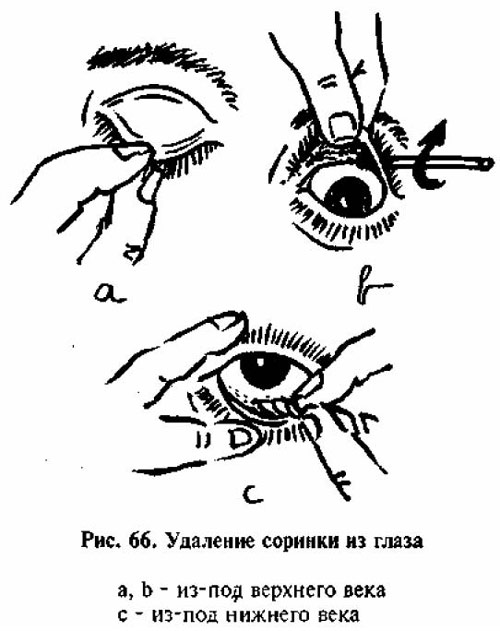 a
b
c
Рис. 66. Удаление соринки из глаза
a, b - из-под верхнего века
c - из-под нижнего века